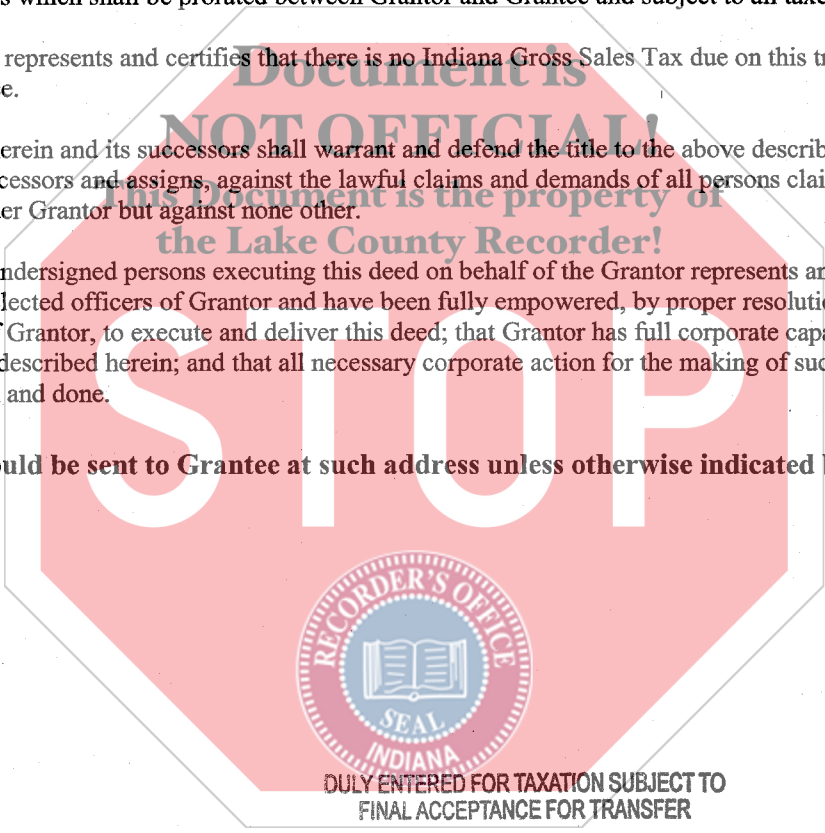 s which shall be prorated between Grantor and Grantee and subject to all taxe
represents and certifies that there is no Indiana Gross Sales Tax due on this tr
e.
Document is
NOT OFFICIAL!
This Document is the property of
the Lake County Recorder!
erein and its successors shall warrant and defend the title to the above describ
cessors and assigns, against the lawful claims and demands of all persons clai
er Grantor but against none other.
ndersigned persons executing this deed on behalf of the Grantor represents an
lected officers of Grantor and have been fully empowered, by proper resolutio
f Grantor, to execute and deliver this deed; that Grantor has full corporate capa
described herein; and that all necessary corporate action for the making of suc
and done.
STOP
uld be sent to Grantee at such address unless otherwise indicated
RECORDER'S OFFICE
SEAL
INDIANA
DULY ENTERED FOR TAXATION SUBJECT TO
FINAL ACCEPTANCE FOR TRANSFER